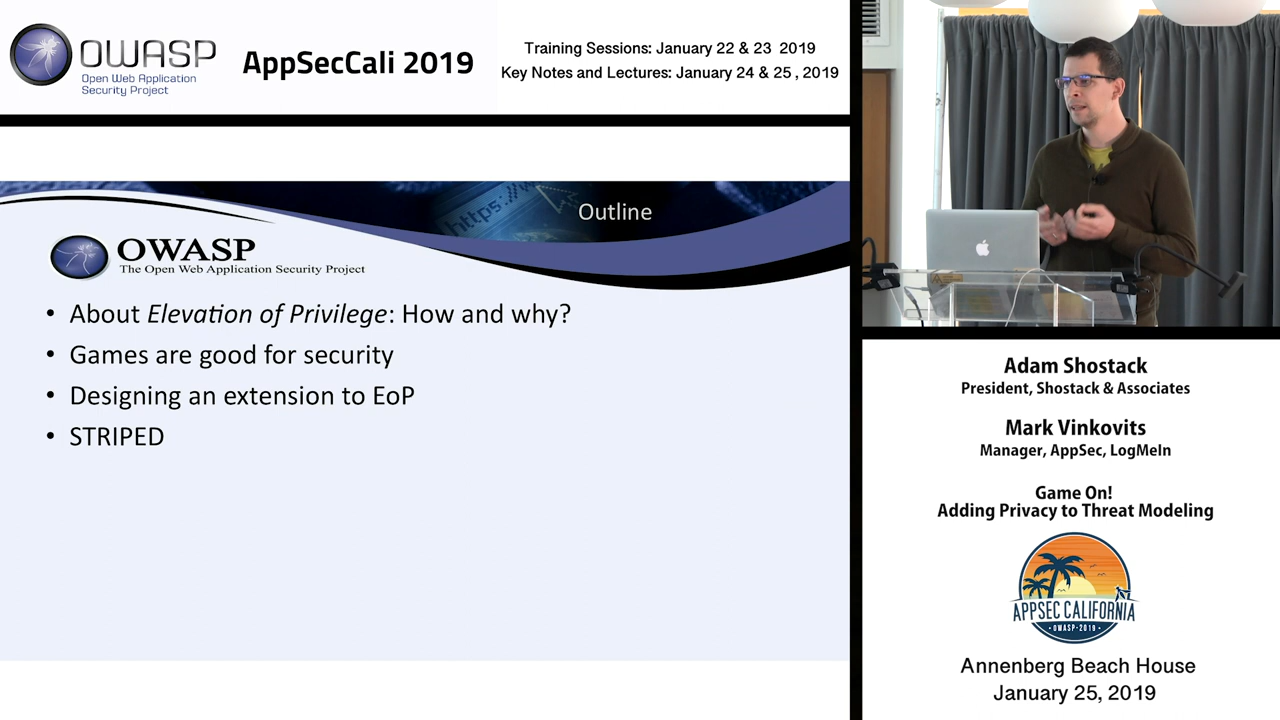 OWASP
Open Web Application
Security Project
AppSecCali 2019
Training Sessions: January 22 & 23 2019
Key Notes and Lectures: January 24 & 25 , 2019
https:
Outline
OWASP
The Open Web Application Security Project
• About Elevation of Privilege: How and why?
• Games are good for security
• Designing an extension to EoP
• STRIPED
Adam Shostack
President, Shostack & Associates
Mark Vinkovits
Manager, AppSec, LogMeIn
Game On!
Adding Privacy to Threat Modeling
APPSEC CALIFORNIA
• OWASP-2019 •
Annenberg Beach House
January 25, 2019